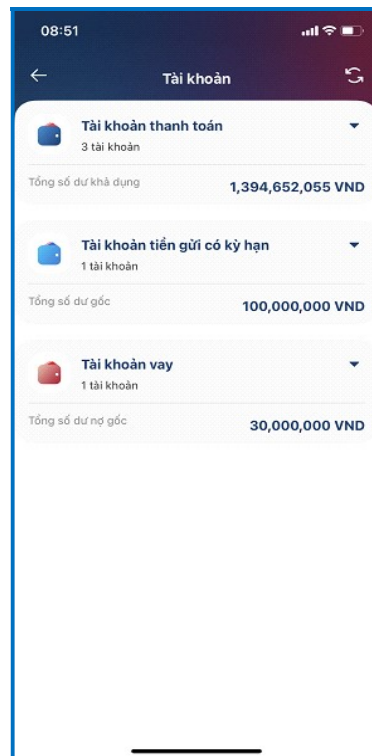 08:51
Tài khoản
Tài khoản thanh toán
3 tài khoản
Tổng số dư khả dụng 1,394,652,055 VND
Tài khoản tiền gửi có kỳ hạn
1 tài khoản
Tổng số dư gốc 100,000,000 VND
Tài khoản vay
1 tài khoản
Tổng số dư nợ gốc 30,000,000 VND